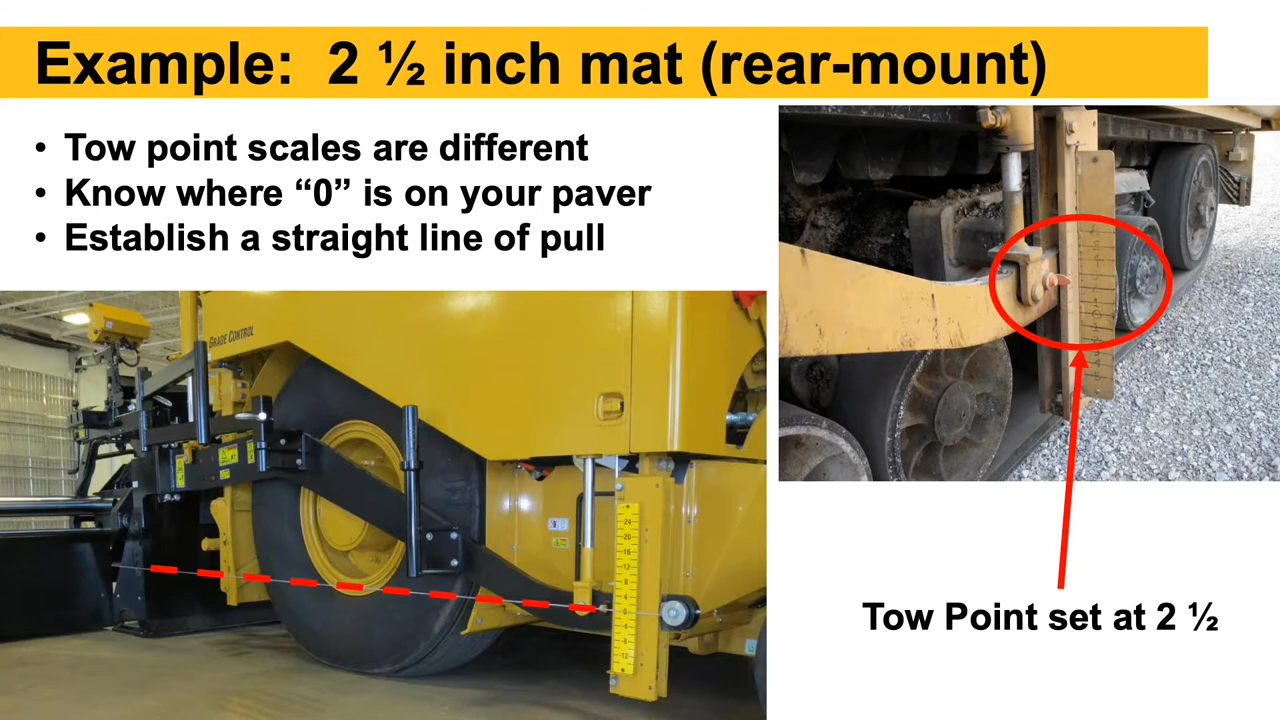 Example: 2 ½ inch mat (rear-mount)
• Tow point scales are different
• Know where “0” is on your paver
• Establish a straight line of pull
GRADE CONTROL
24
20
16
12
8
4
-4
-8
-12
Tow Point set at 2 ½